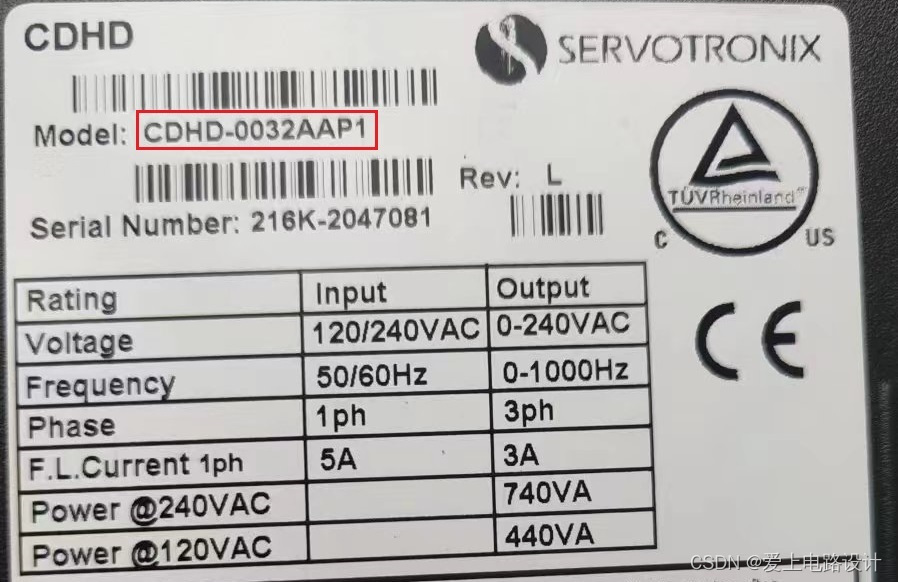 CDHD
SERVOTRONIX
Model: CDHD-0032AAP1
Rev: L
Serial Number: 216K-2047081
TÜVRheinland
C US
CE
Rating Input Output
Voltage 120/240VAC 0-240VAC
Frequency 50/60Hz 0-1000Hz
Phase 1ph 3ph
F.L.Current 1ph 5A 3A
Power @240VAC 740VA
Power @120VAC 440VA
CSDN @爱上电路设计